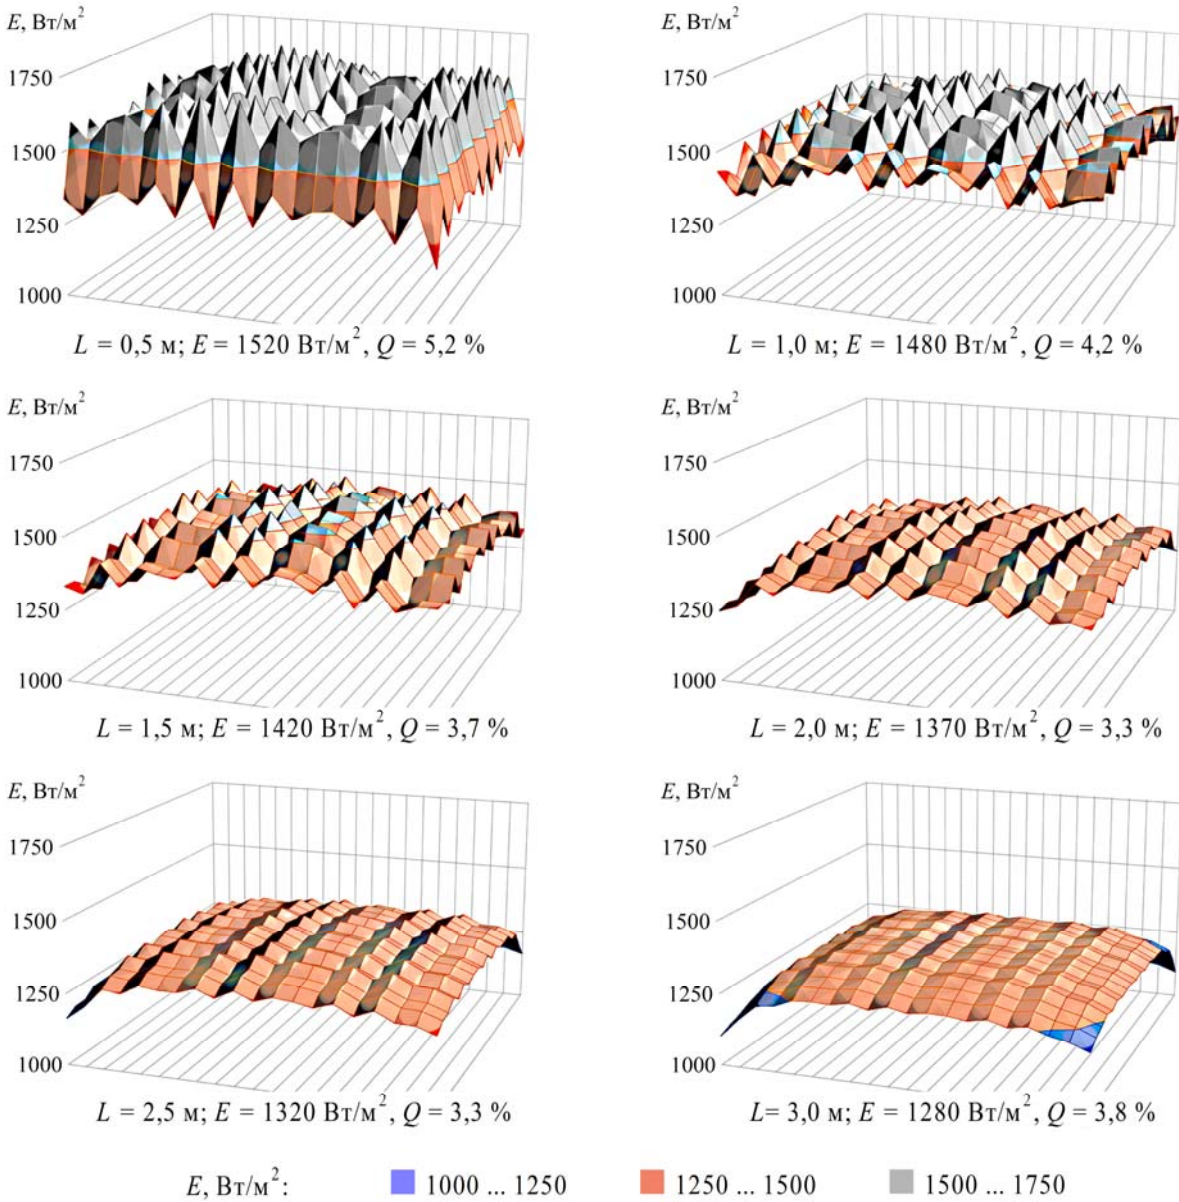 E, Вт/м²
1750
1500
1250
1000
L = 0,5 м; E = 1520 Вт/м², Q = 5,2 %
E, Вт/м²
1750
1500
1250
1000
L = 1,0 м; E = 1480 Вт/м², Q = 4,2 %
E, Вт/м²
1750
1500
1250
1000
L = 1,5 м; E = 1420 Вт/м², Q = 3,7 %
E, Вт/м²
1750
1500
1250
1000
L = 2,0 м; E = 1370 Вт/м², Q = 3,3 %
E, Вт/м²
1750
1500
1250
1000
L = 2,5 м; E = 1320 Вт/м², Q = 3,3 %
E, Вт/м²
1750
1500
1250
1000
L= 3,0 м; E = 1280 Вт/м², Q = 3,8 %
E, Вт/м²: 1000 ... 1250 1250 ... 1500 1500 ... 1750